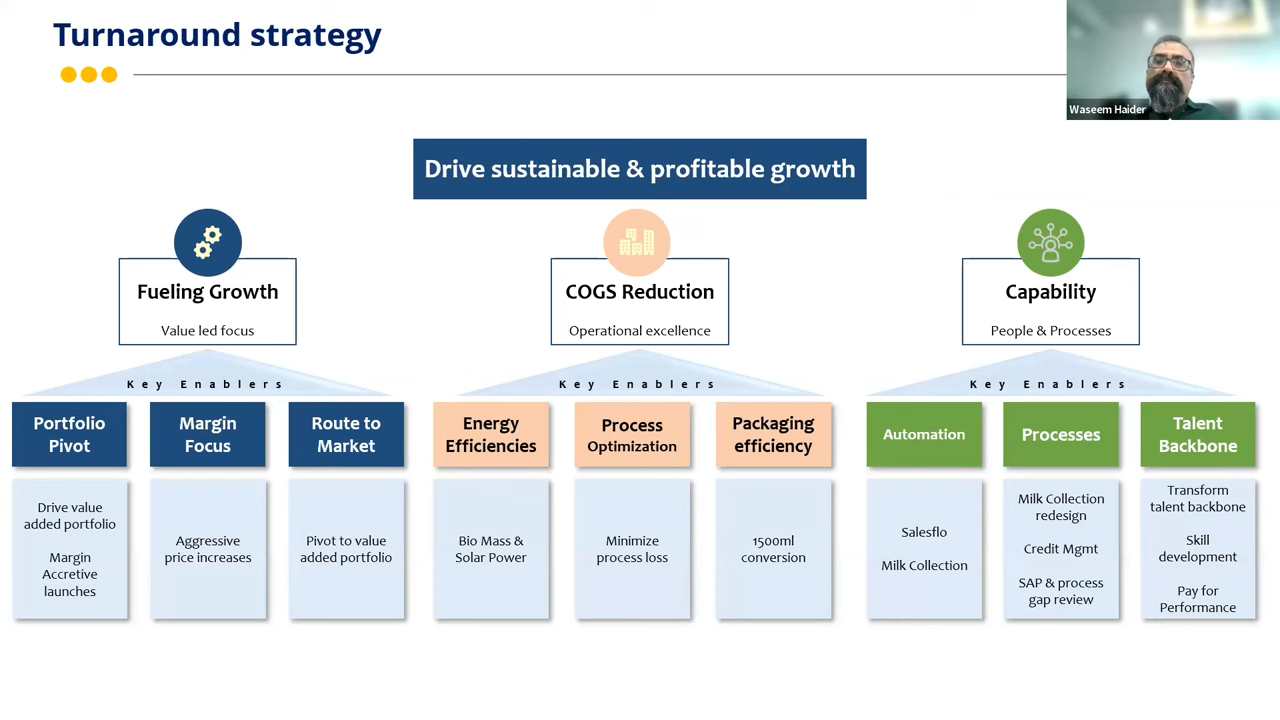 Turnaround strategy
Waseem Haider
Drive sustainable & profitable growth
Fueling Growth
Value led focus
Key Enablers
Portfolio
Pivot
Drive value
added portfolio
Margin
Accretive
launches
Margin
Focus
Aggressive
price increases
Route to
Market
Pivot to value
added portfolio
COGS Reduction
Operational excellence
Key Enablers
Energy
Efficiencies
Bio Mass &
Solar Power
Process
Optimization
Minimize
process loss
Packaging
efficiency
1500ml
conversion
Capability
People & Processes
Key Enablers
Automation
Salesflo
Milk Collection
Processes
Milk Collection
redesign
Credit Mgmt
SAP & process
gap review
Talent
Backbone
Transform
talent backbone
Skill
development
Pay for
Performance